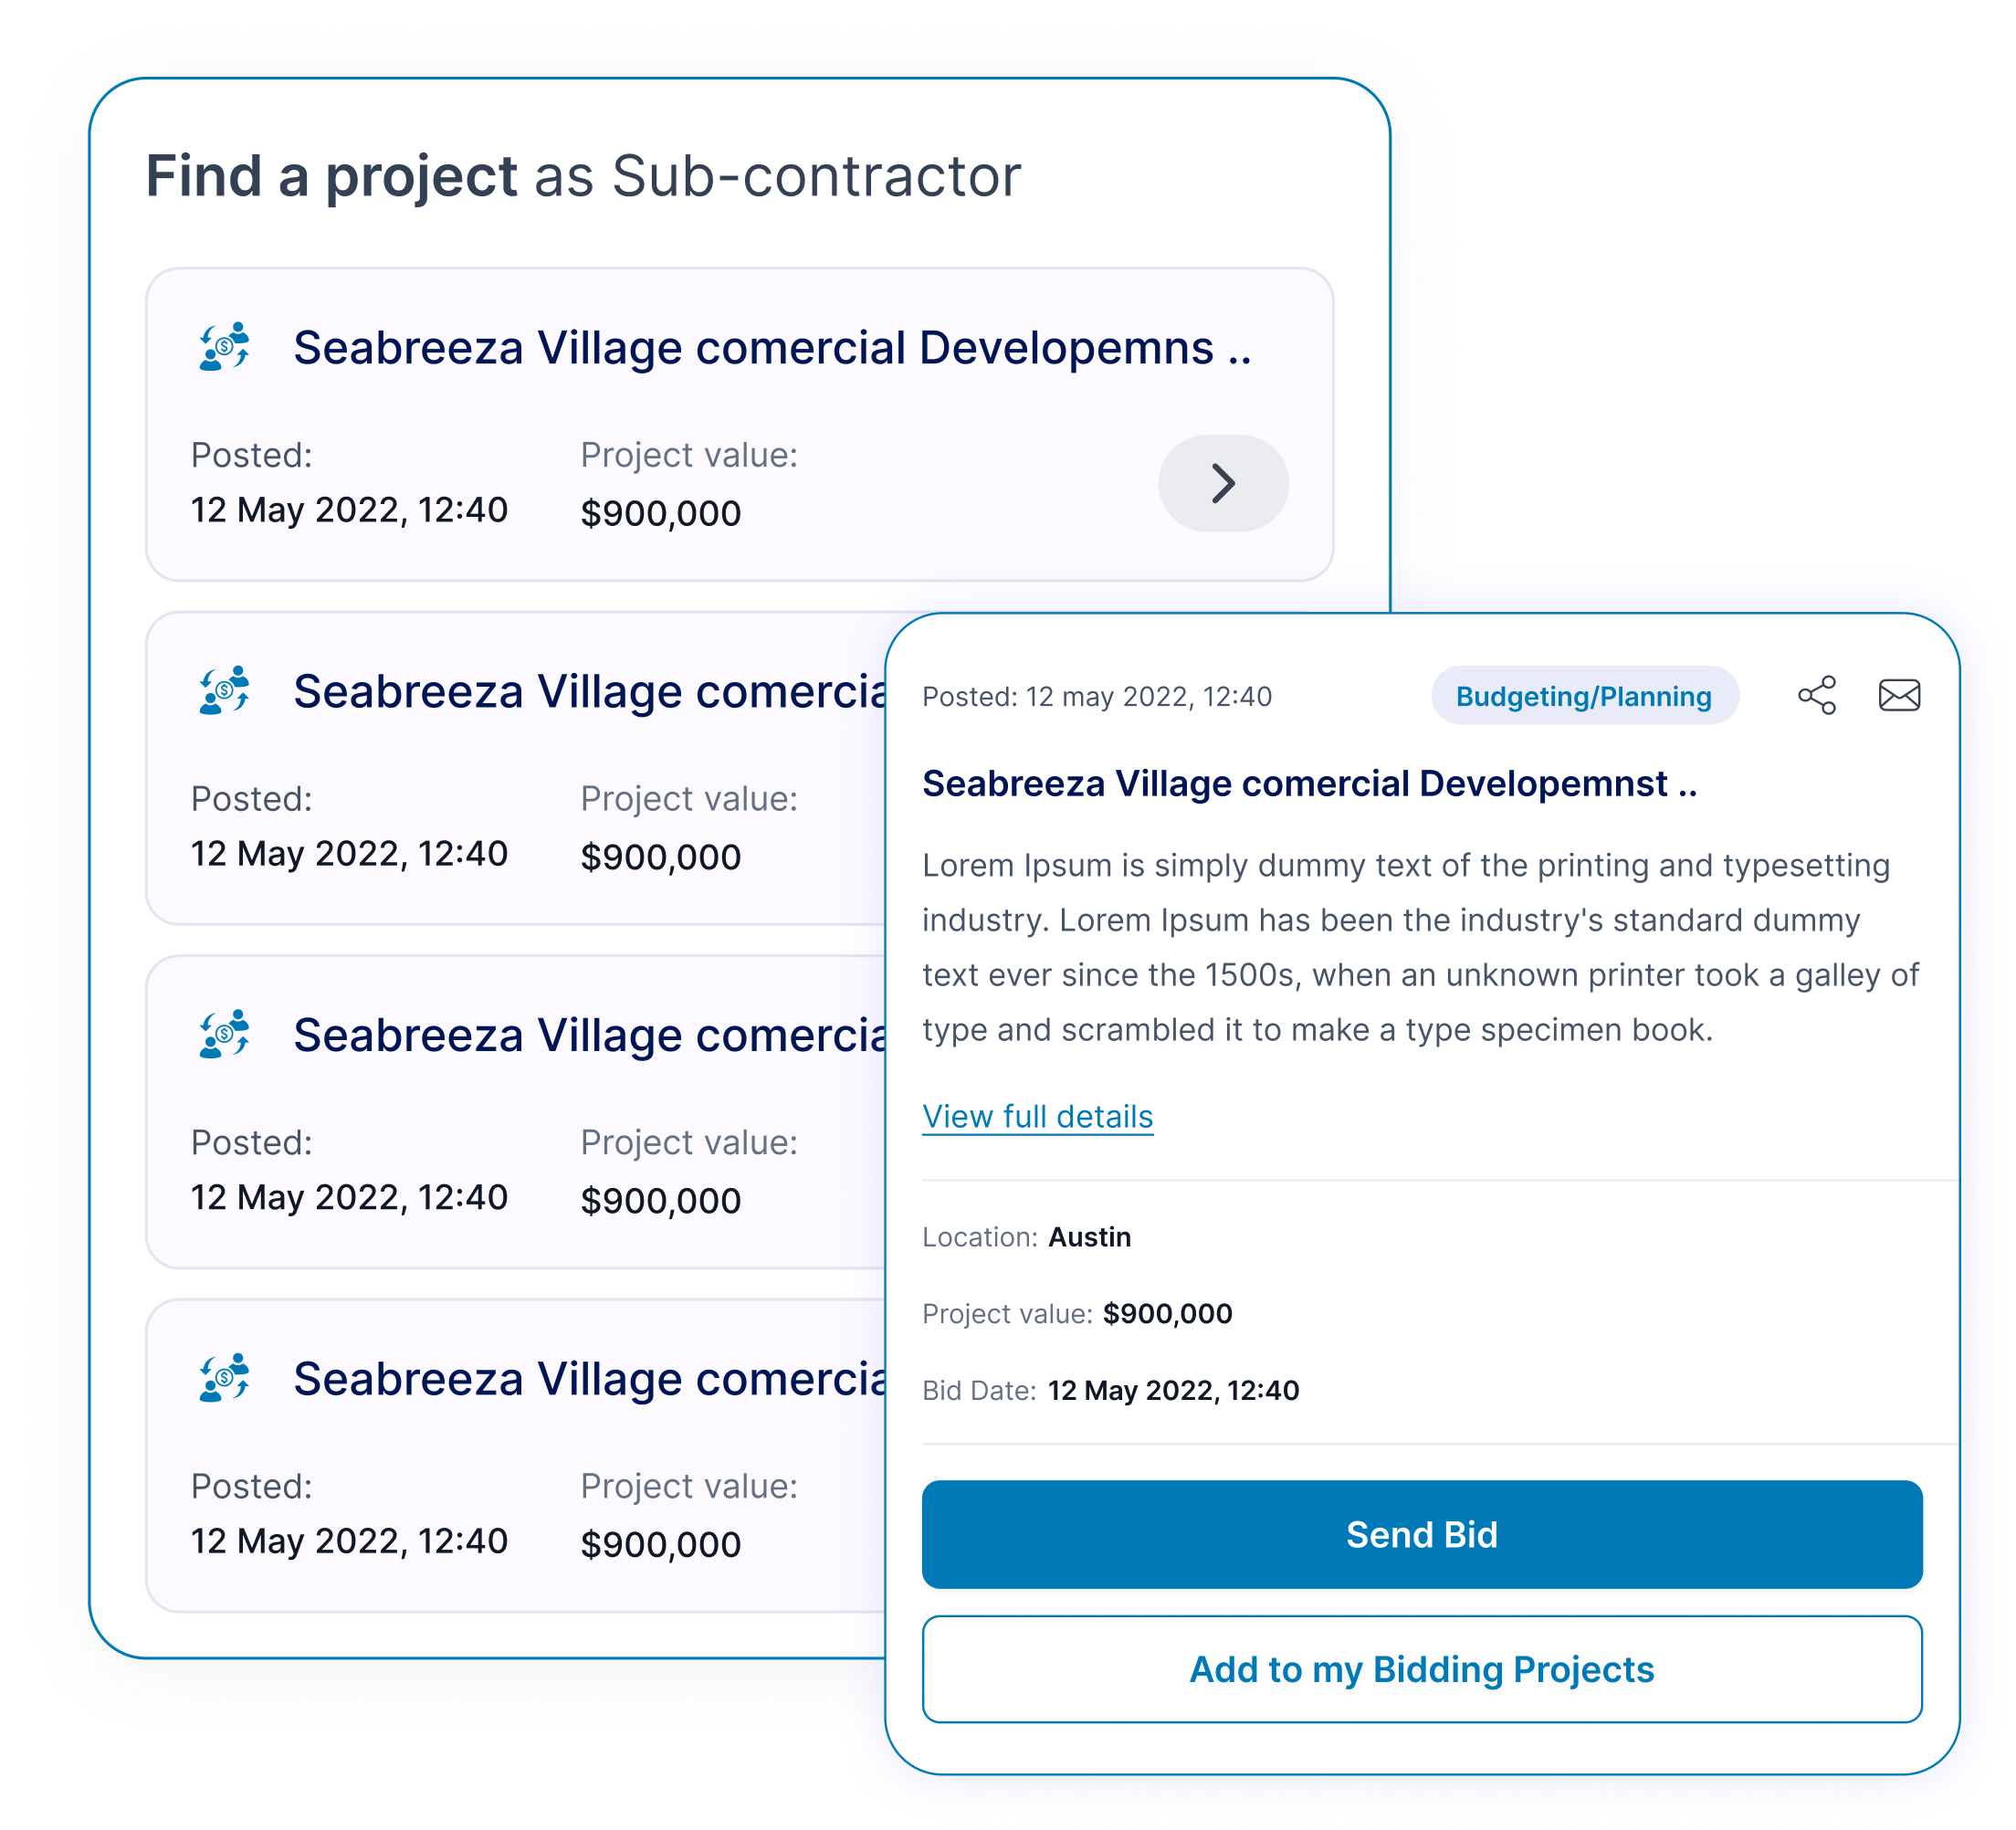 Find a project as Sub-contractor
Seabreeza Village comercial Developemns ..
Posted:
Project value:
12 May 2022, 12:40
$900,000
Seabreeza Village comercia
Posted:
Project value:
12 May 2022, 12:40
$900,000
Seabreeza Village comercia
Posted:
Project value:
12 May 2022, 12:40
$900,000
Seabreeza Village comercia
Posted:
Project value:
12 May 2022, 12:40
$900,000
Posted: 12 may 2022, 12:40
Budgeting/Planning
Seabreeza Village comercial Developemnst ..
Lorem Ipsum is simply dummy text of the printing and typesetting
industry. Lorem Ipsum has been the industry's standard dummy
text ever since the 1500s, when an unknown printer took a galley of
type and scrambled it to make a type specimen book.
View full details
Location: Austin
Project value: $900,000
Bid Date: 12 May 2022, 12:40
Send Bid
Add to my Bidding Projects